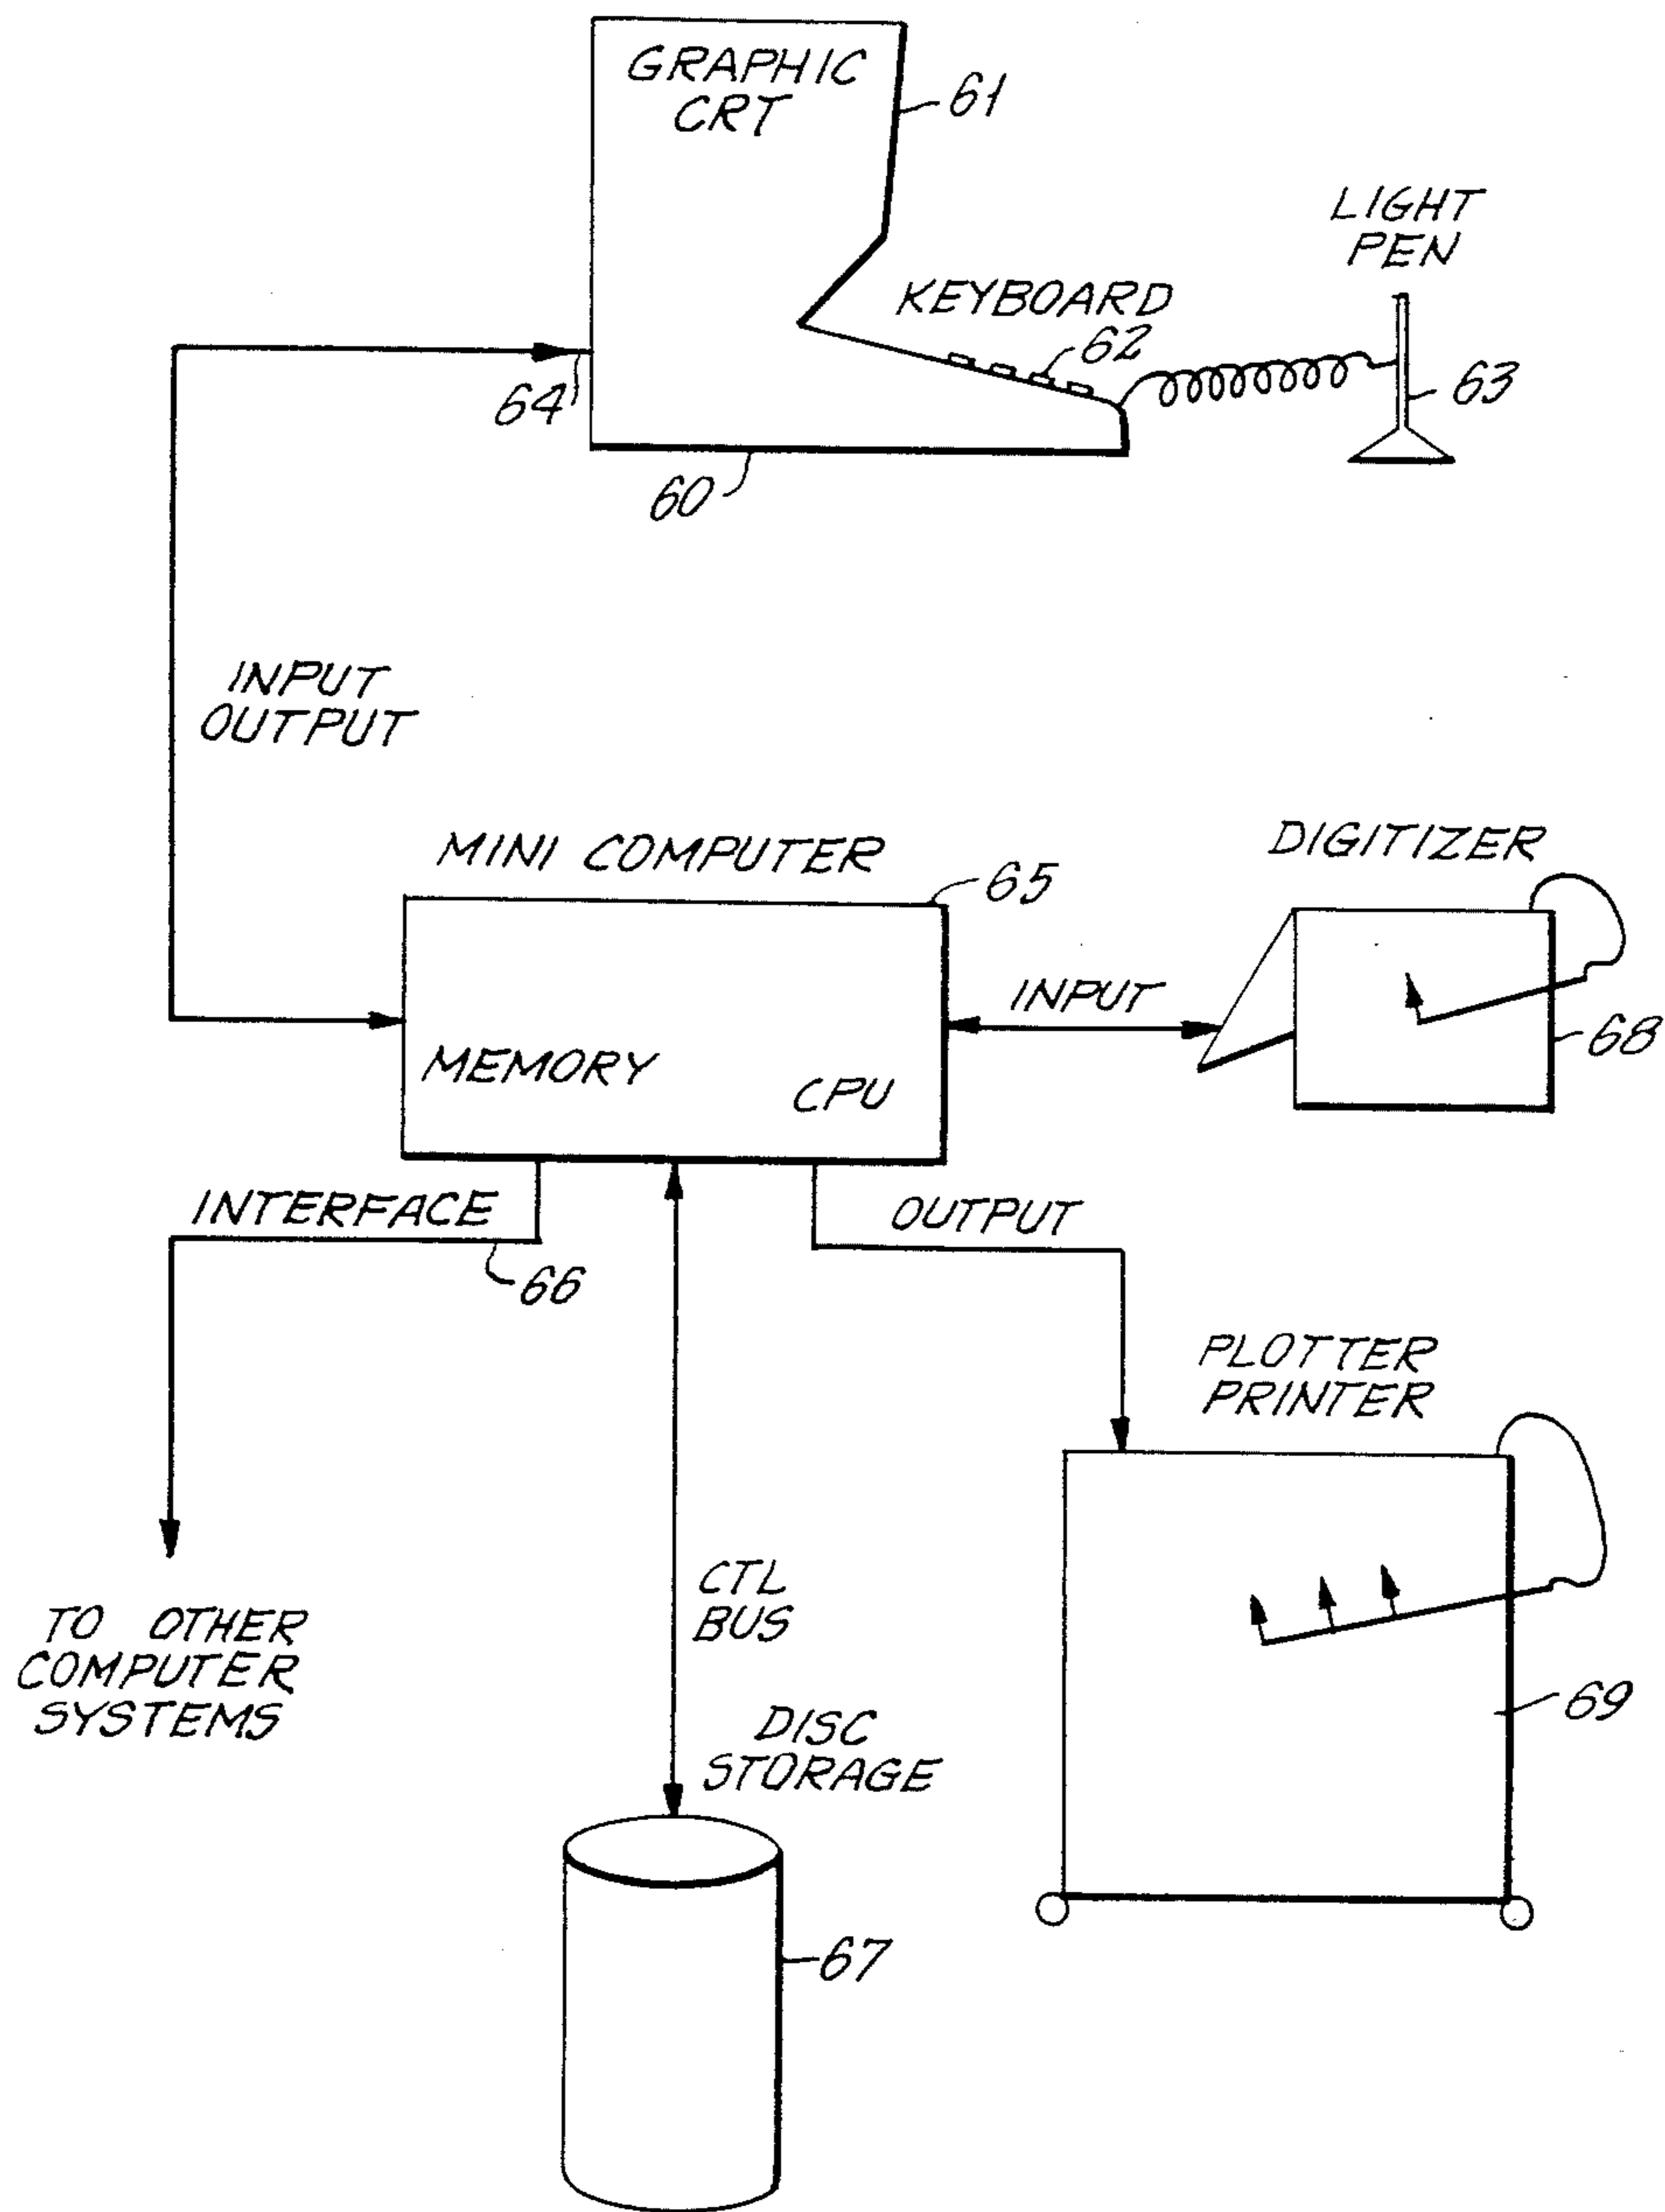 GRAPHIC
CRT
61
LIGHT
PEN
KEYBOARD
62
63
64
60
INPUT
OUTPUT
MINI COMPUTER
65
DIGITIZER
INPUT
MEMORY
CPU
68
INTERFACE
66
OUTPUT
PLOTTER
PRINTER
CTL
BUS
TO OTHER
COMPUTER
SYSTEMS
69
DISC
STORAGE
67